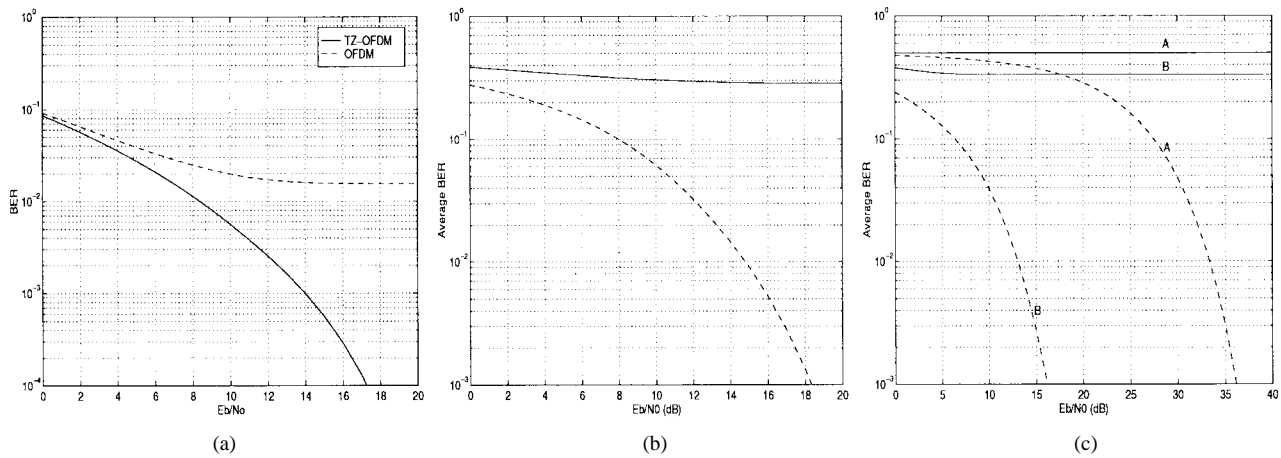 10^0
10^-1
10^-2
10^-3
10^-4
BER
0 2 4 6 8 10 12 14 16 18 20
Eb/No
TZ-OFDM
OFDM
(a)
10^0
10^-1
10^-2
10^-3
Average BER
0 2 4 6 8 10 12 14 16 18 20
Eb/N0 (dB)
(b)
10^0
10^-1
10^-2
10^-3
Average BER
A
B
A
B
0 5 10 15 20 25 30 35 40
Eb/N0 (dB)
(c)